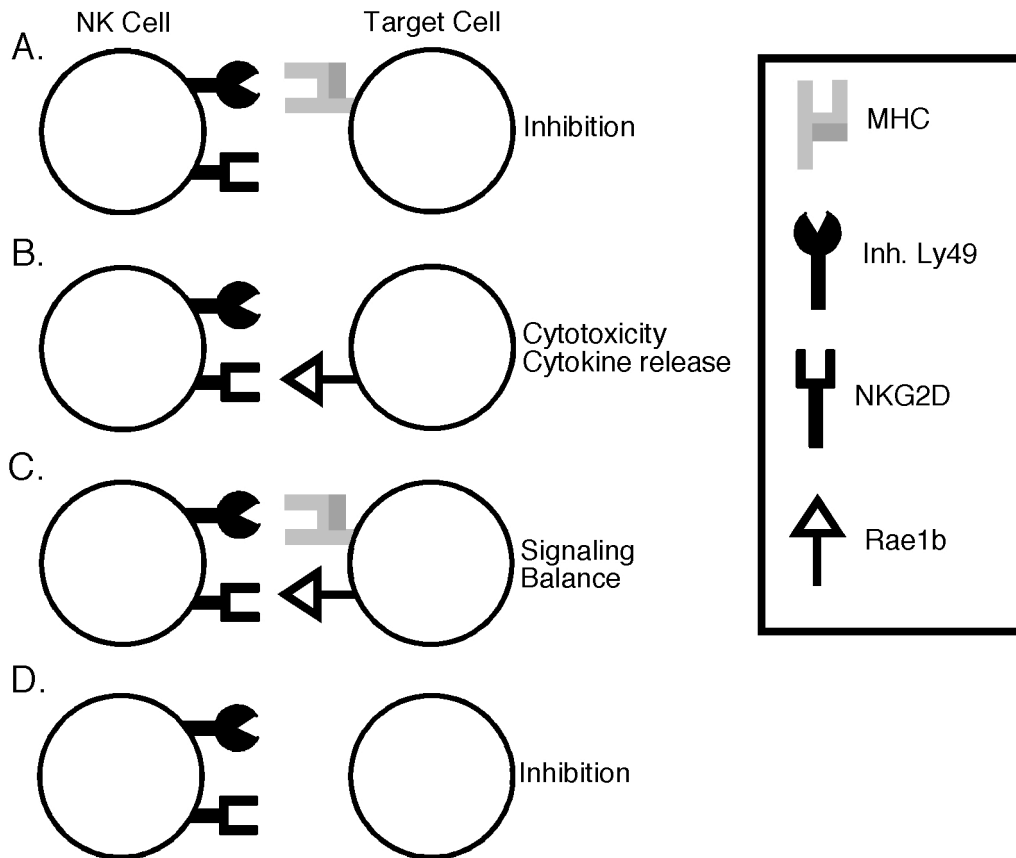 NK Cell
Target Cell
A.
Inhibition
B.
Cytotoxicity
Cytokine release
C.
Signaling
Balance
D.
Inhibition
MHC
Inh. Ly49
NKG2D
Rae1b